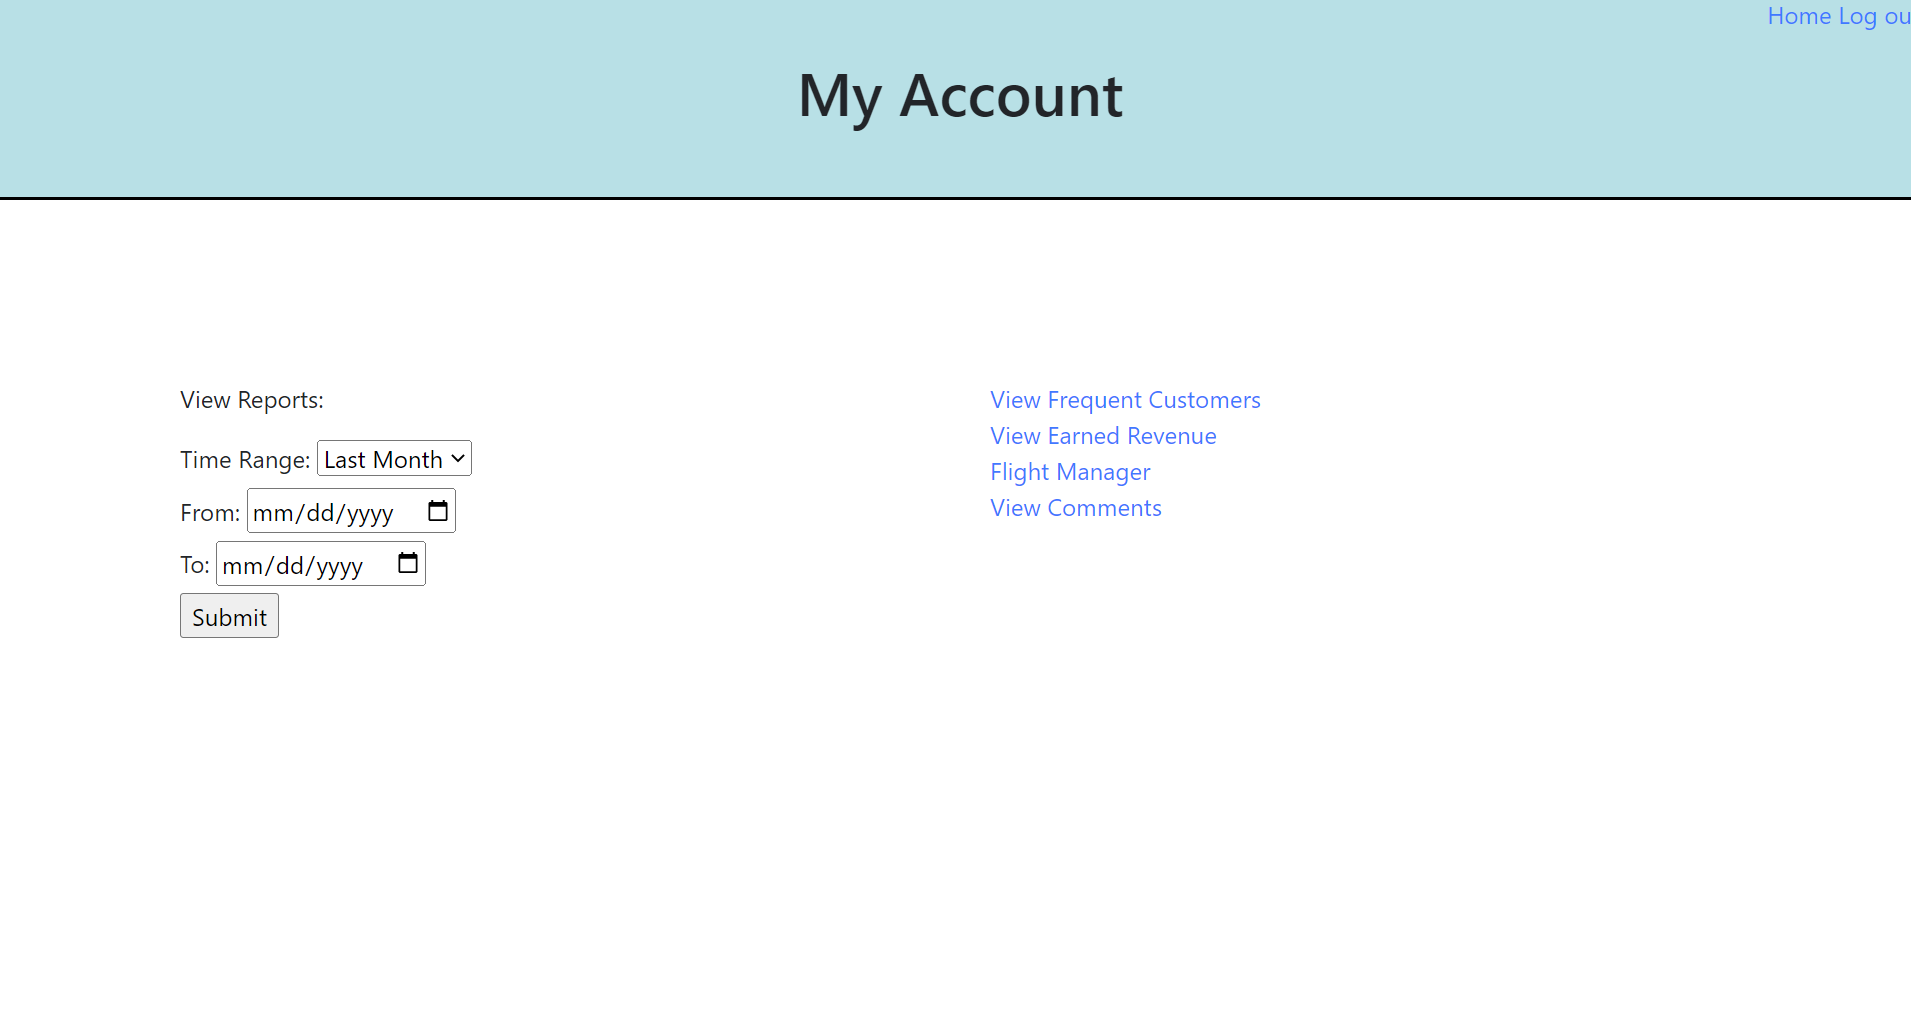 Home Log ou
My Account
View Reports:
Time Range: Last Month
From: mm/dd/yyyy
To: mm/dd/yyyy
Submit
View Frequent Customers
View Earned Revenue
Flight Manager
View Comments